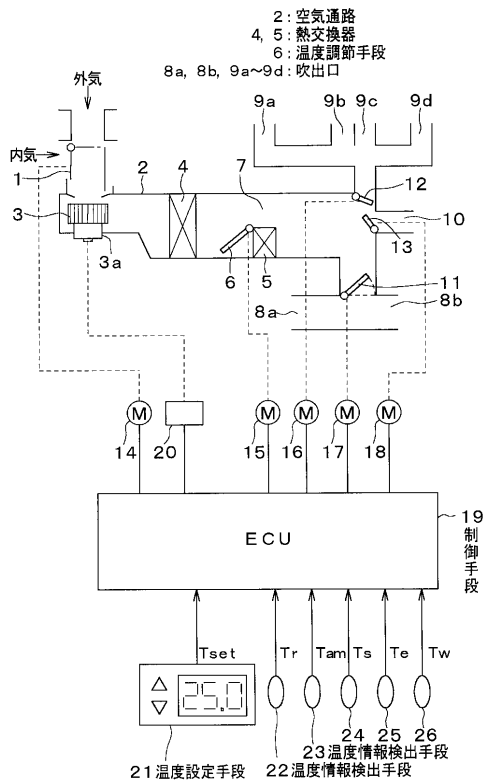 2：空気通路
4，5：熱交換器
6：温度調節手段
8a，8b，9a～9d：吹出口
外気
9a 9b 9c 9d
内気
1
2
4
7
12
3
10
13
3a
6
5
11
8a
8b
M
M
M
M
M
14
20
15
16
17
18
ECU
19
制御手段
Tset
Tr
Tam
Ts
Te
Tw
25.0
24
25
26
23温度情報検出手段
21温度設定手段
22温度情報検出手段